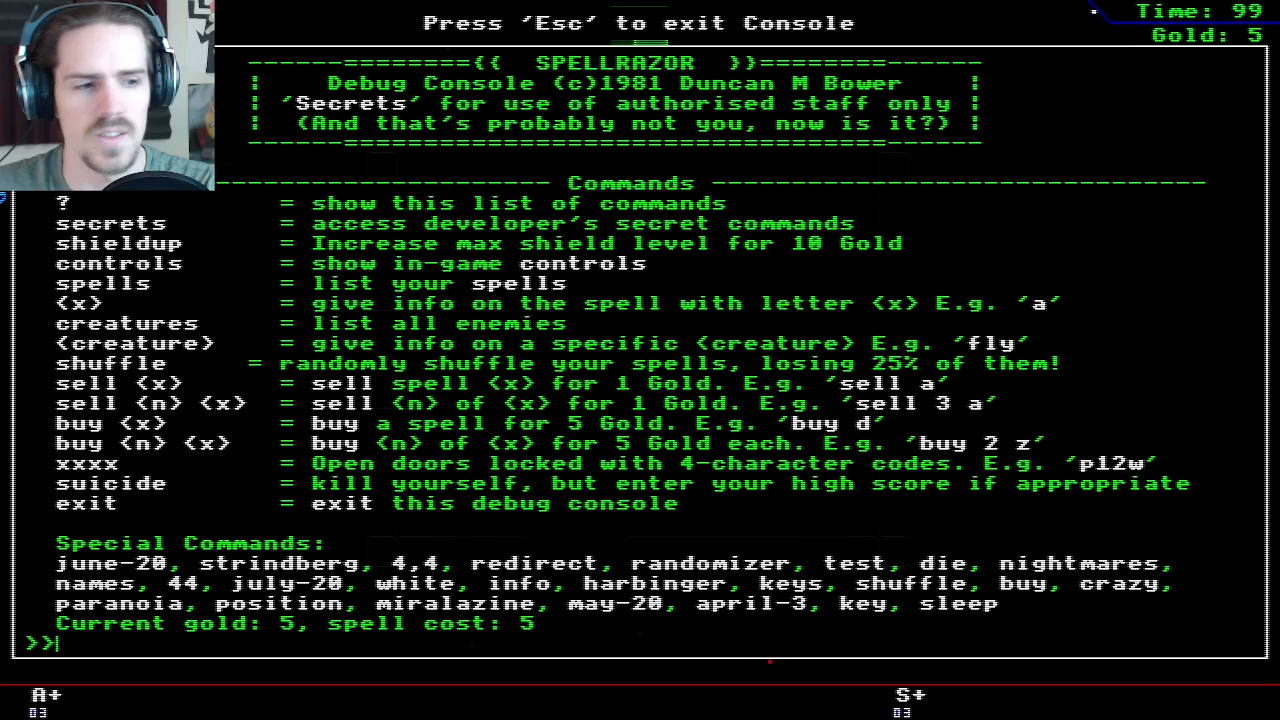 Press 'Esc' to exit Console
Time: 99
Gold: 5
------========{{ SPELLRAZOR }}========------
| Debug Console (c)1981 Duncan M Bower |
| 'Secrets' for use of authorised staff only |
| (And that's probably not you, now is it?) |
Commands
? = show this list of commands
secrets = access developer's secret commands
shieldup = Increase max shield level for 10 Gold
controls = show in-game controls
spells = list your spells
{x} = give info on the spell with letter {x} E.g. 'a'
creatures = list all enemies
{creature} = give info on a specific {creature} E.g. 'fly'
shuffle = randomly shuffle your spells, losing 25% of them!
sell {x} = sell spell {x} for 1 Gold. E.g. 'sell a'
sell {n} {x} = sell {n} of {x} for 1 Gold. E.g. 'sell 3 a'
buy {x} = buy a spell for 5 Gold. E.g. 'buy d'
buy {n} {x} = buy {n} of {x} for 5 Gold each. E.g. 'buy 2 z'
xxxx = Open doors locked with 4-character codes. E.g. 'p12w'
suicide = kill yourself, but enter your high score if appropriate
exit = exit this debug console
Special Commands:
june-20, strindberg, 4,4, redirect, randomizer, test, die, nightmares,
names, 44, july-20, white, info, harbinger, keys, shuffle, buy, crazy,
paranoia, position, miralazine, may-20, april-3, key, sleep
Current gold: 5, spell cost: 5
>>
A+
03
S+
03